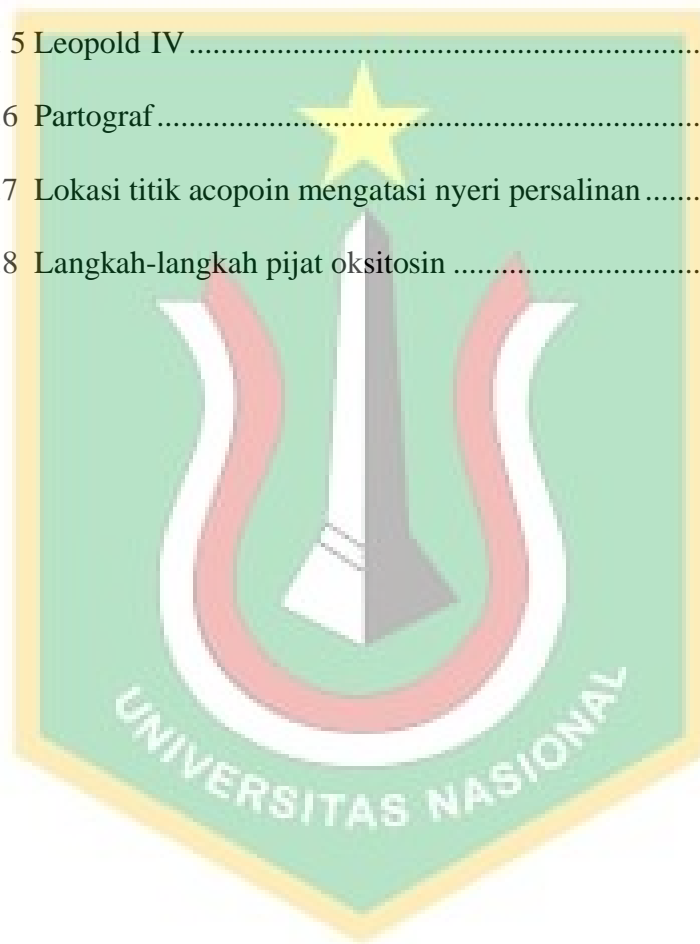 5 Leopold IV.......................................................................
6 Partograf...........................................................................
7 Lokasi titik acopoin mengatasi nyeri persalinan.......
8 Langkah-langkah pijat oksitosin ..............................
UNIVERSITAS NASIONAL